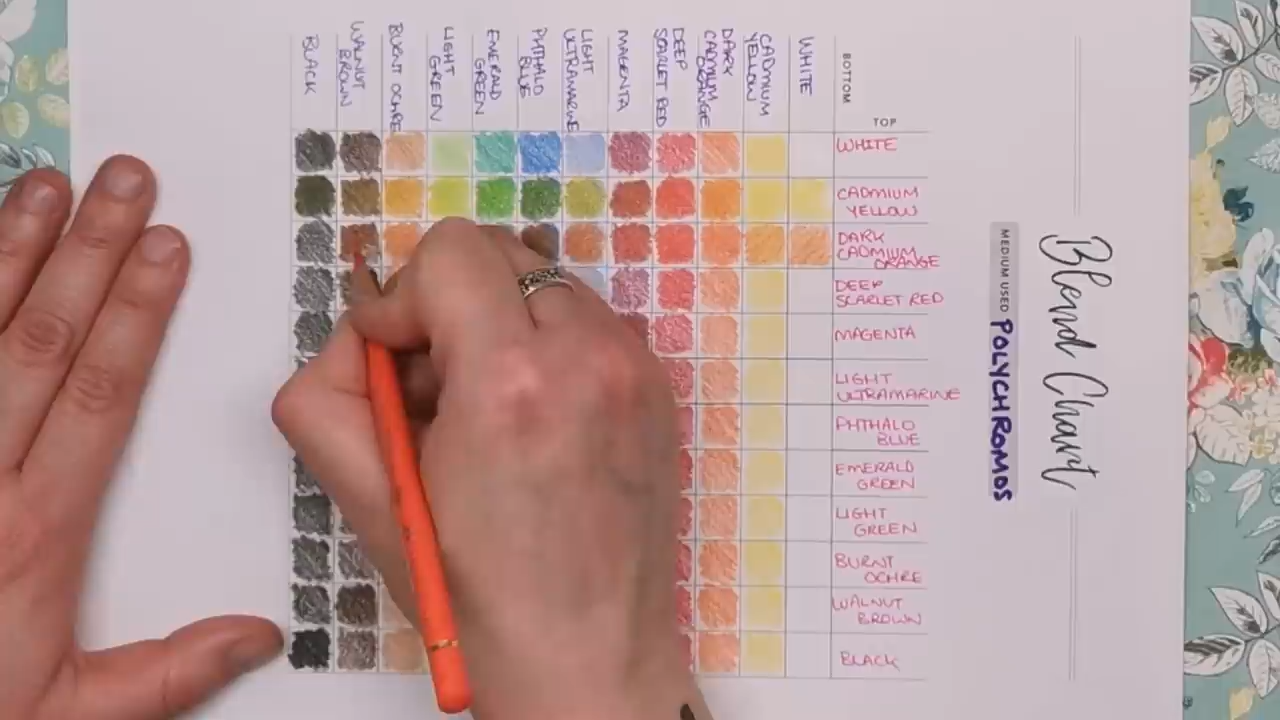 Blend Chart
MEDIUM USED POLYCHROMOS
BOTTOM
TOP
BLACK
WALNUT
BROWN
BURNT OCHRE
LIGHT
GREEN
EMERALD
GREEN
PHTHALO
BLUE
LIGHT
ULTRAMARINE
MAGENTA
DEEP
SCARLET RED
DARK
CADMIUM
ORANGE
CADMIUM
YELLOW
WHITE
WHITE
CADMIUM
YELLOW
DARK
CADMIUM
ORANGE
DEEP
SCARLET RED
MAGENTA
LIGHT
ULTRAMARINE
PHTHALO
BLUE
EMERALD
GREEN
LIGHT
GREEN
BURNT
OCHRE
WALNUT
BROWN
BLACK